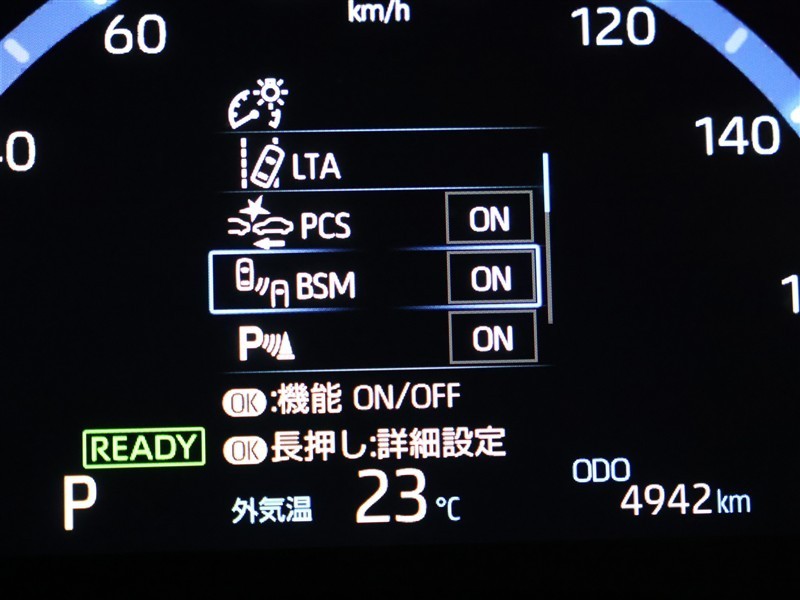 km/h
60
120
140
LTA
PCS ON
BSM ON
P ON
OK:機能 ON/OFF
READY
OK長押し:詳細設定
P
外気温 23℃
ODO
4942km